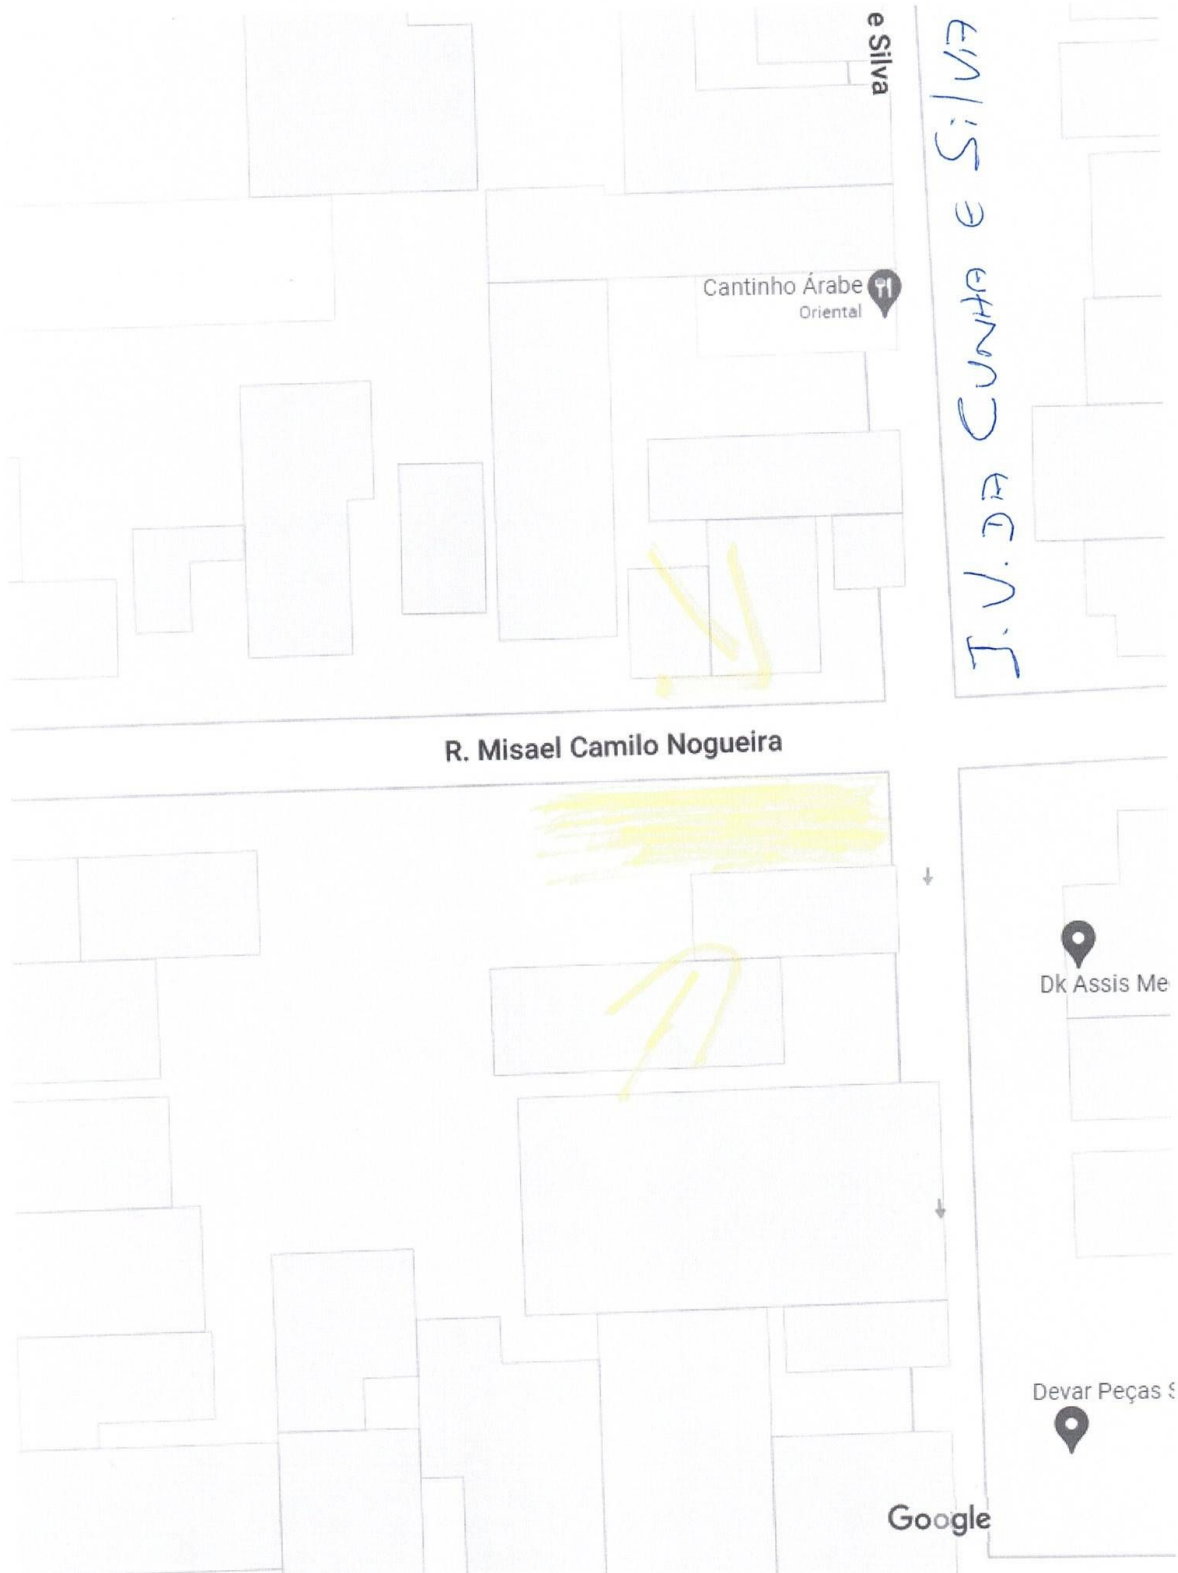 e Silva
J. V. DA CUNHA E SilVA
Cantinho Árabe
Oriental
R. Misael Camilo Nogueira
Dk Assis Me
Devar Peças S
Google